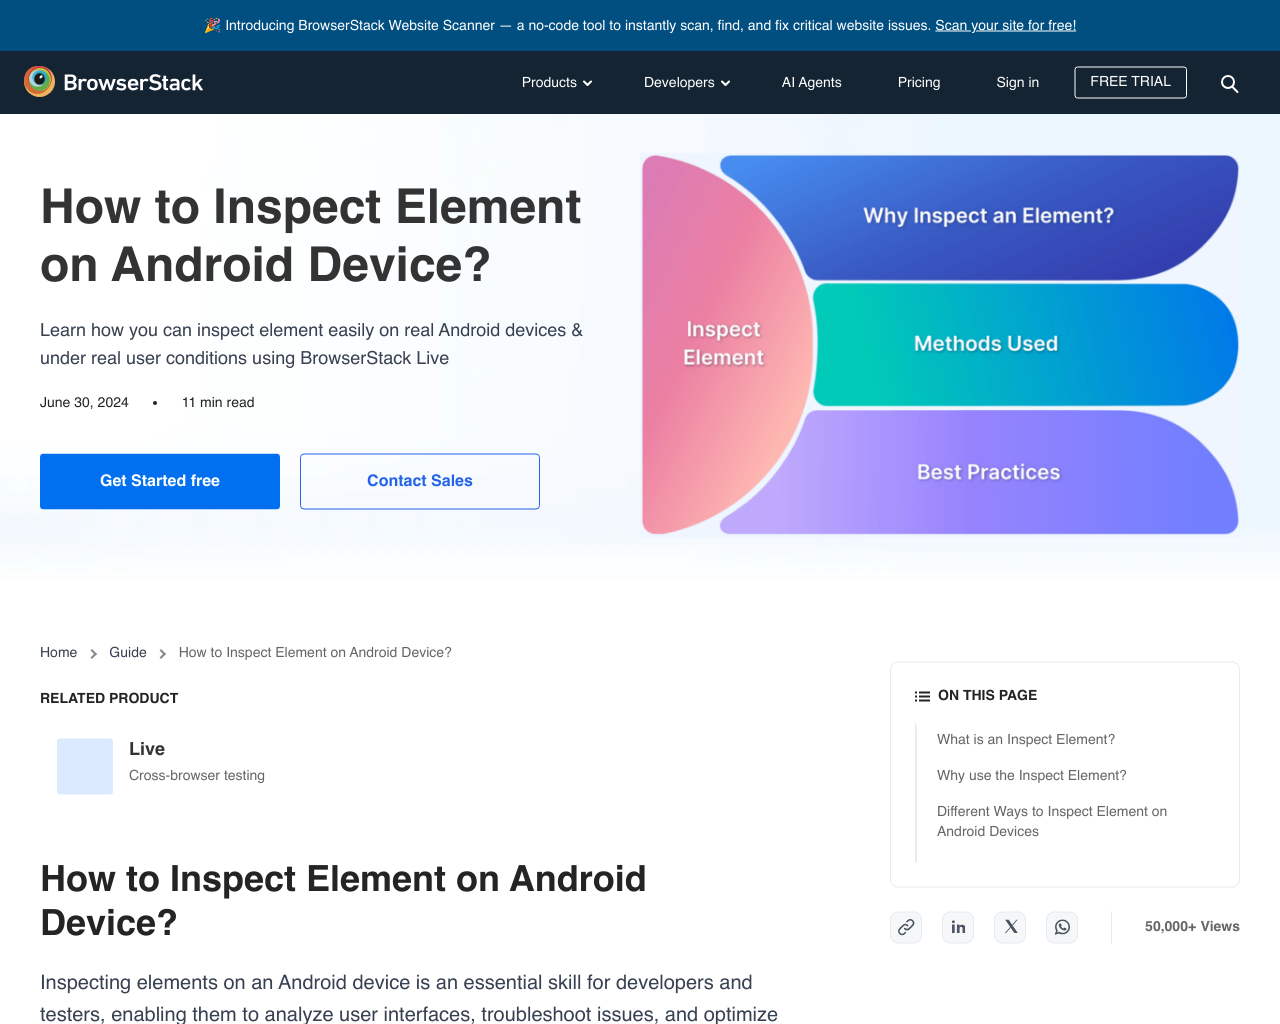 🎉 Introducing BrowserStack Website Scanner — a no-code tool to instantly scan, find, and fix critical website issues. Scan your site for free!
BrowserStack
Products
Developers
AI Agents
Pricing
Sign in
FREE TRIAL
How to Inspect Element
on Android Device?
Learn how you can inspect element easily on real Android devices &
under real user conditions using BrowserStack Live
June 30, 2024 • 11 min read
Get Started free
Contact Sales
Inspect
Element
Why Inspect an Element?
Methods Used
Best Practices
Home > Guide > How to Inspect Element on Android Device?
RELATED PRODUCT
Live
Cross-browser testing
How to Inspect Element on Android
Device?
Inspecting elements on an Android device is an essential skill for developers and
testers, enabling them to analyze user interfaces, troubleshoot issues, and optimize
ON THIS PAGE
What is an Inspect Element?
Why use the Inspect Element?
Different Ways to Inspect Element on
Android Devices
50,000+ Views